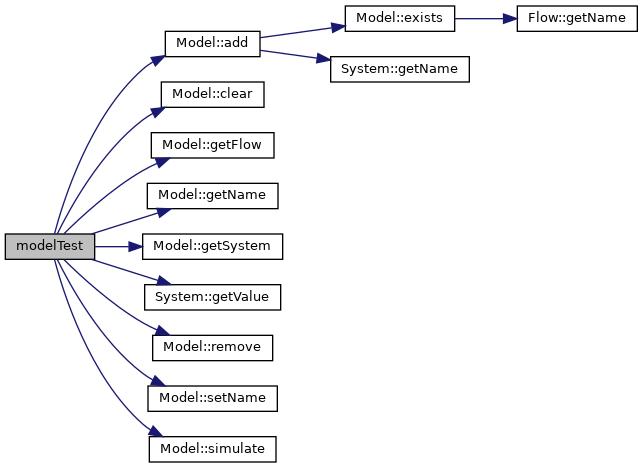 modelTest
Model::add
Model::exists
Flow::getName
System::getName
Model::clear
Model::getFlow
Model::getName
Model::getSystem
System::getValue
Model::remove
Model::setName
Model::simulate